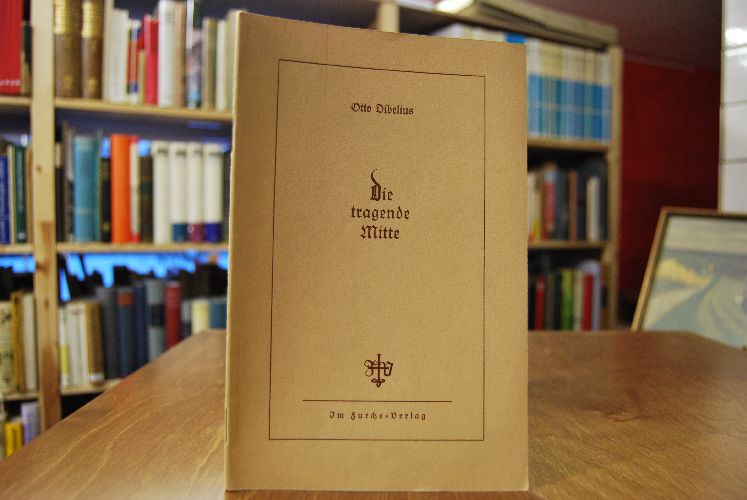 Otto Dibelius
Die
tragende
Mitte
Im Furche-Verlag